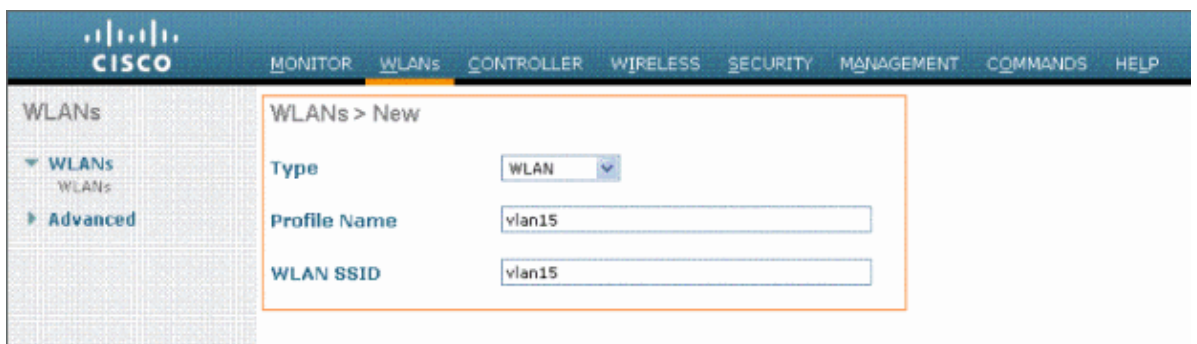 CISCO
MONITOR WLANs CONTROLLER WIRELESS SECURITY MANAGEMENT COMMANDS HELP
WLANs
WLANs
WLANs
Advanced
WLANs > New
Type WLAN
Profile Name vlan15
WLAN SSID vlan15